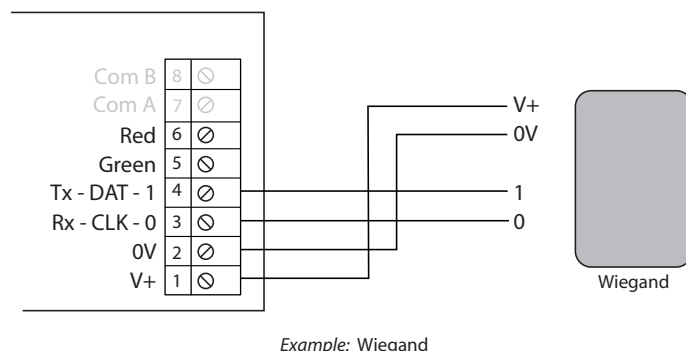 Com B 8
Com A 7
Red 6
Green 5
Tx - DAT - 1 4
Rx - CLK - 0 3
0V 2
V+ 1
V+
0V
1
0
Wiegand
Example: Wiegand